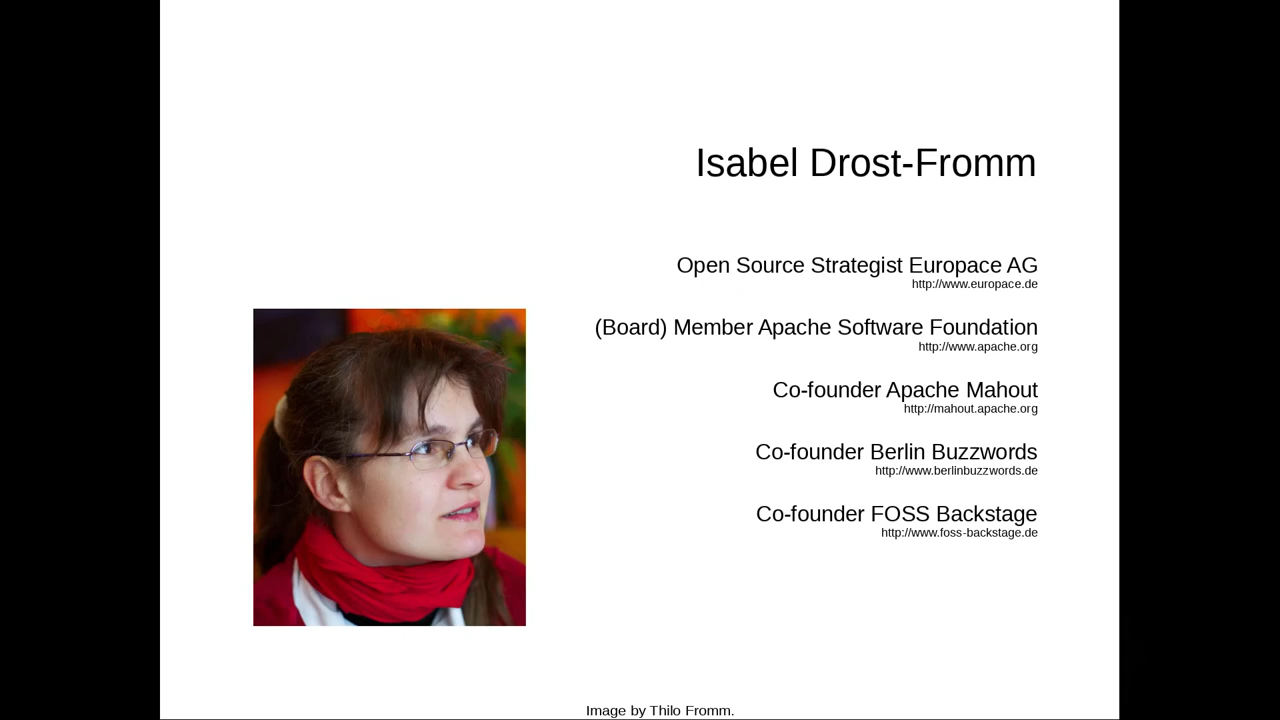 Isabel Drost-Fromm
Open Source Strategist Europace AG
http://www.europace.de
(Board) Member Apache Software Foundation
http://www.apache.org
Co-founder Apache Mahout
http://mahout.apache.org
Co-founder Berlin Buzzwords
http://www.berlinbuzzwords.de
Co-founder FOSS Backstage
http://www.foss-backstage.de
Image by Thilo Fromm.